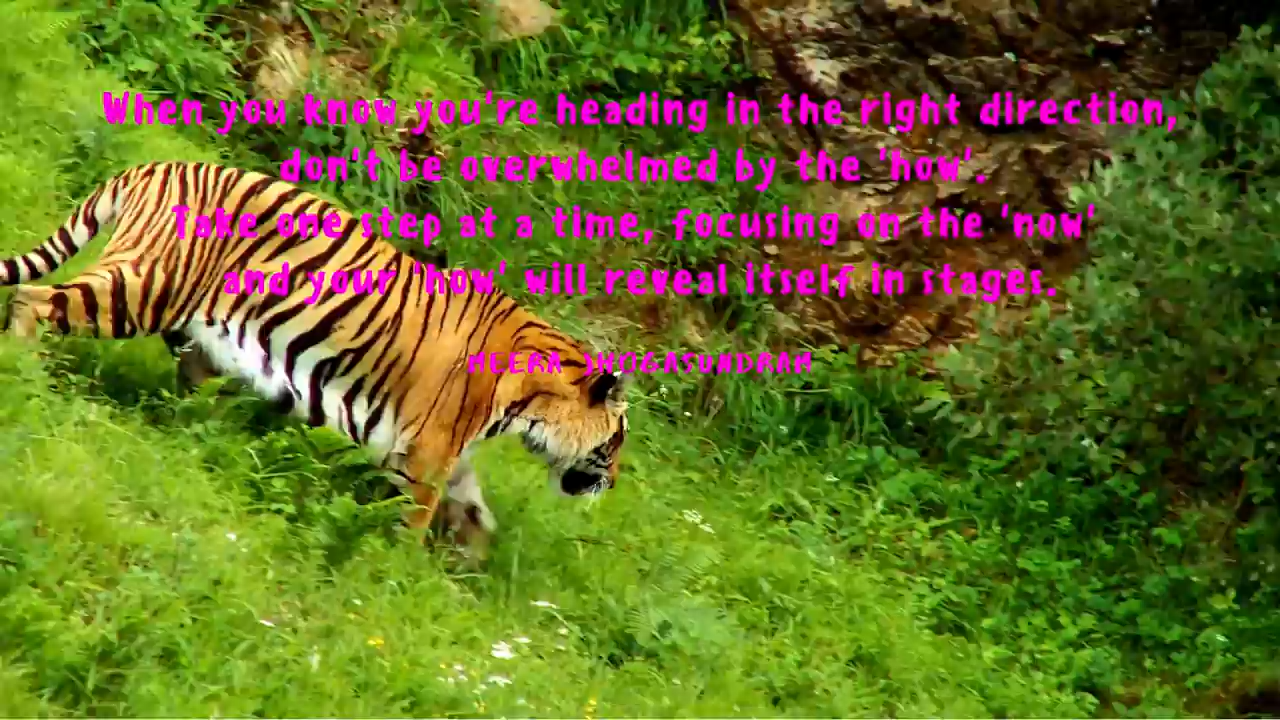 When you know you're heading in the right direction,
don't be overwhelmed by the 'how'.
Take one step at a time, focusing on the 'now'
and your 'how' will reveal itself in stages.
MEERA JHOGASUNDRAM